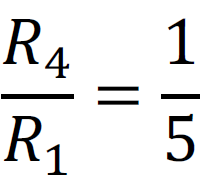 R₄/R₁ = 1/5